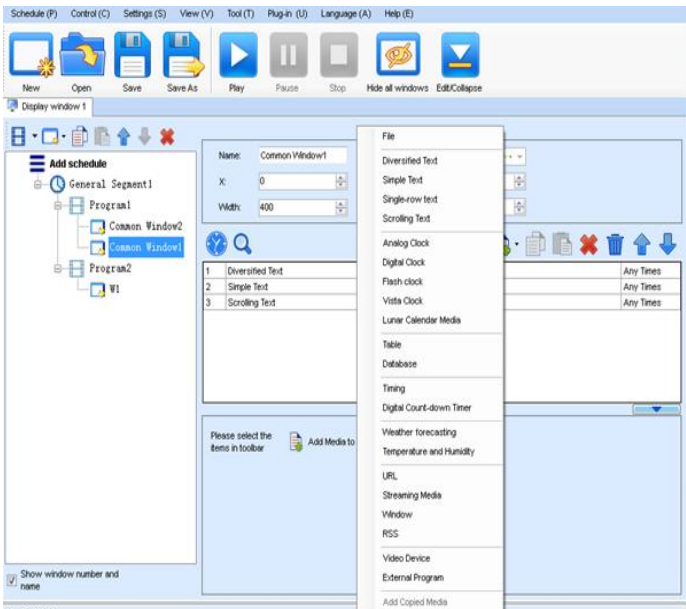 Schedule (P) Control (C) Settings (S) View (V) Tool (T) Plug-in (U) Language (A) Help (E)
New Open Save Save As Play Pause Stop Hide all windows Edit/Collapse
Display window 1
Add schedule
General Segment1
Program1
Common Window2
Common Window1
Program2
W1
Show window number and
name
Name: Common Window1
X: 0
Width: 400
1 Diversified Text Any Times
2 Simple Text Any Times
3 Scrolling Text
Please select the
items in toolbar
Add Media to
File
Diversified Text
Simple Text
Single-row text
Scrolling Text
Analog Clock
Digital Clock
Flash clock
Vista Clock
Lunar Calendar Media
Table
Database
Timing
Digital Count-down Timer
Weather forecasting
Temperature and Humidity
URL
Streaming Media
Window
RSS
Video Device
External Program
Add Copied Media